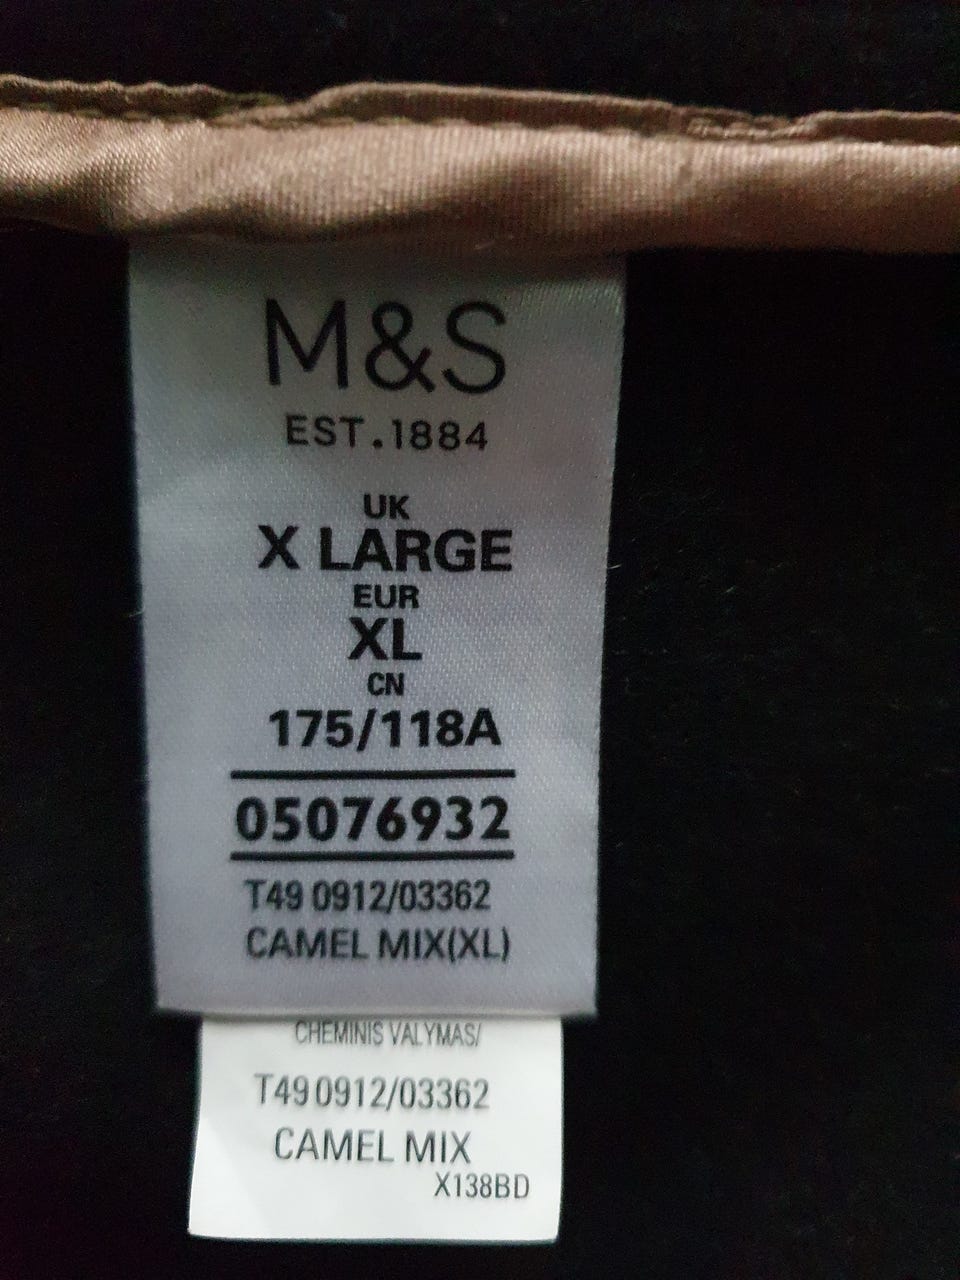 M&S
EST.1884
UK
X LARGE
EUR
XL
CN
175/118A
05076932
T49 0912/03362
CAMEL MIX(XL)
CHEMINIS VALYMAS/
T49 0912/03362
CAMEL MIX
X138BD